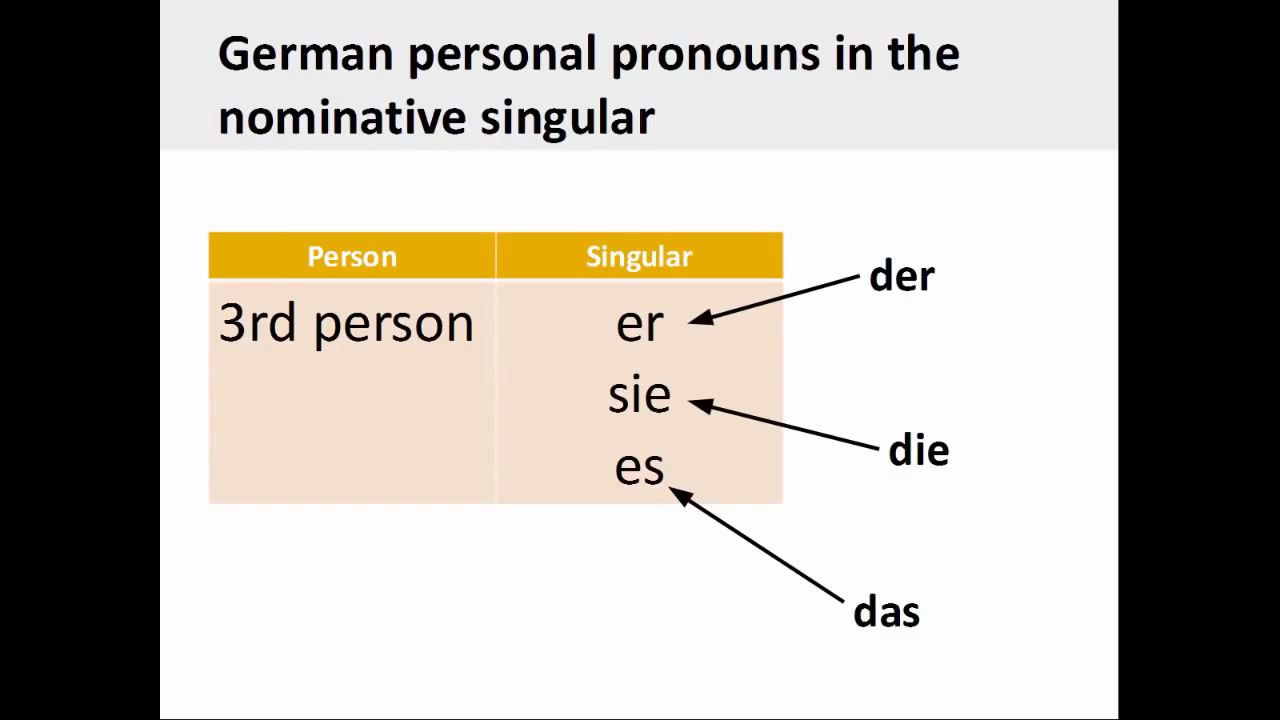 German personal pronouns in the
nominative singular
Person Singular
3rd person er
sie
es
der
die
das